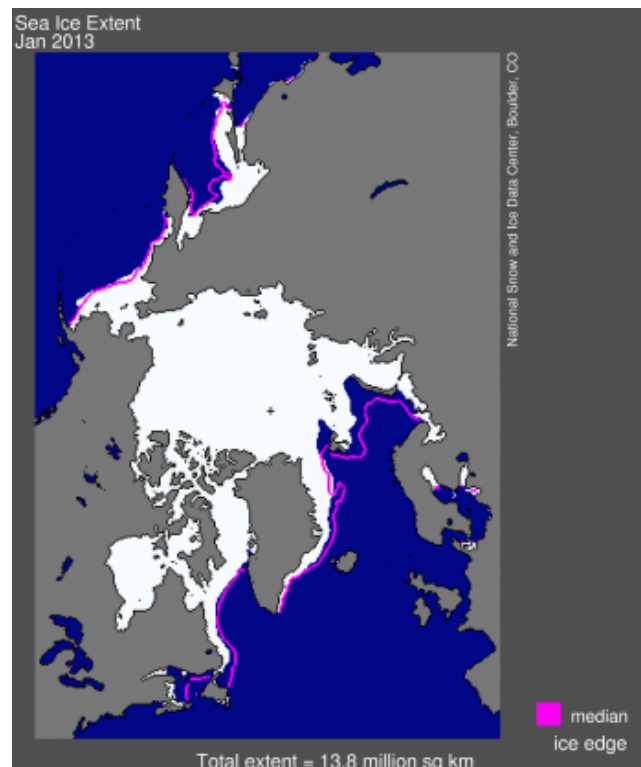 Sea Ice Extent
Jan 2013
National Snow and Ice Data Center, Boulder, CO
median
ice edge
Total extent = 13.8 million sq km